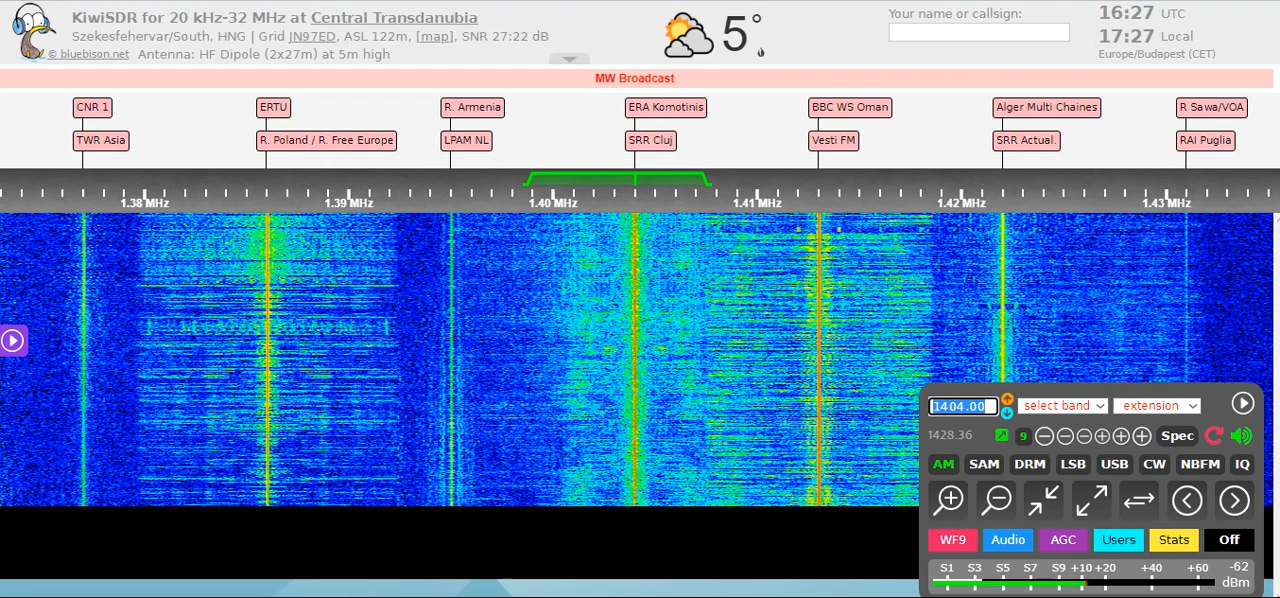 KiwiSDR for 20 kHz-32 MHz at Central Transdanubia
Szekesfehervar/South, HNG | Grid JN97ED, ASL 122m, [map], SNR 27:22 dB
© bluebison.net Antenna: HF Dipole (2x27m) at 5m high
5°
Your name or callsign:
16:27 UTC
17:27 Local
Europe/Budapest (CET)
MW Broadcast
CNR 1 ERTU R. Armenia ERA Komotinis BBC WS Oman Alger Multi Chaines R Sawa/VOA
TWR Asia R. Poland / R. Free Europe LPAM NL SRR Cluj Vesti FM SRR Actual. RAI Puglia
1.38 MHz 1.39 MHz 1.40 MHz 1.41 MHz 1.42 MHz 1.43 MHz
1404.00 select band extension
1428.36 9 Spec
AM SAM DRM LSB USB CW NBFM IQ
WF9 Audio AGC Users Stats Off
S1 S3 S5 S7 S9 +10 +20 +40 +60 -62
dBm